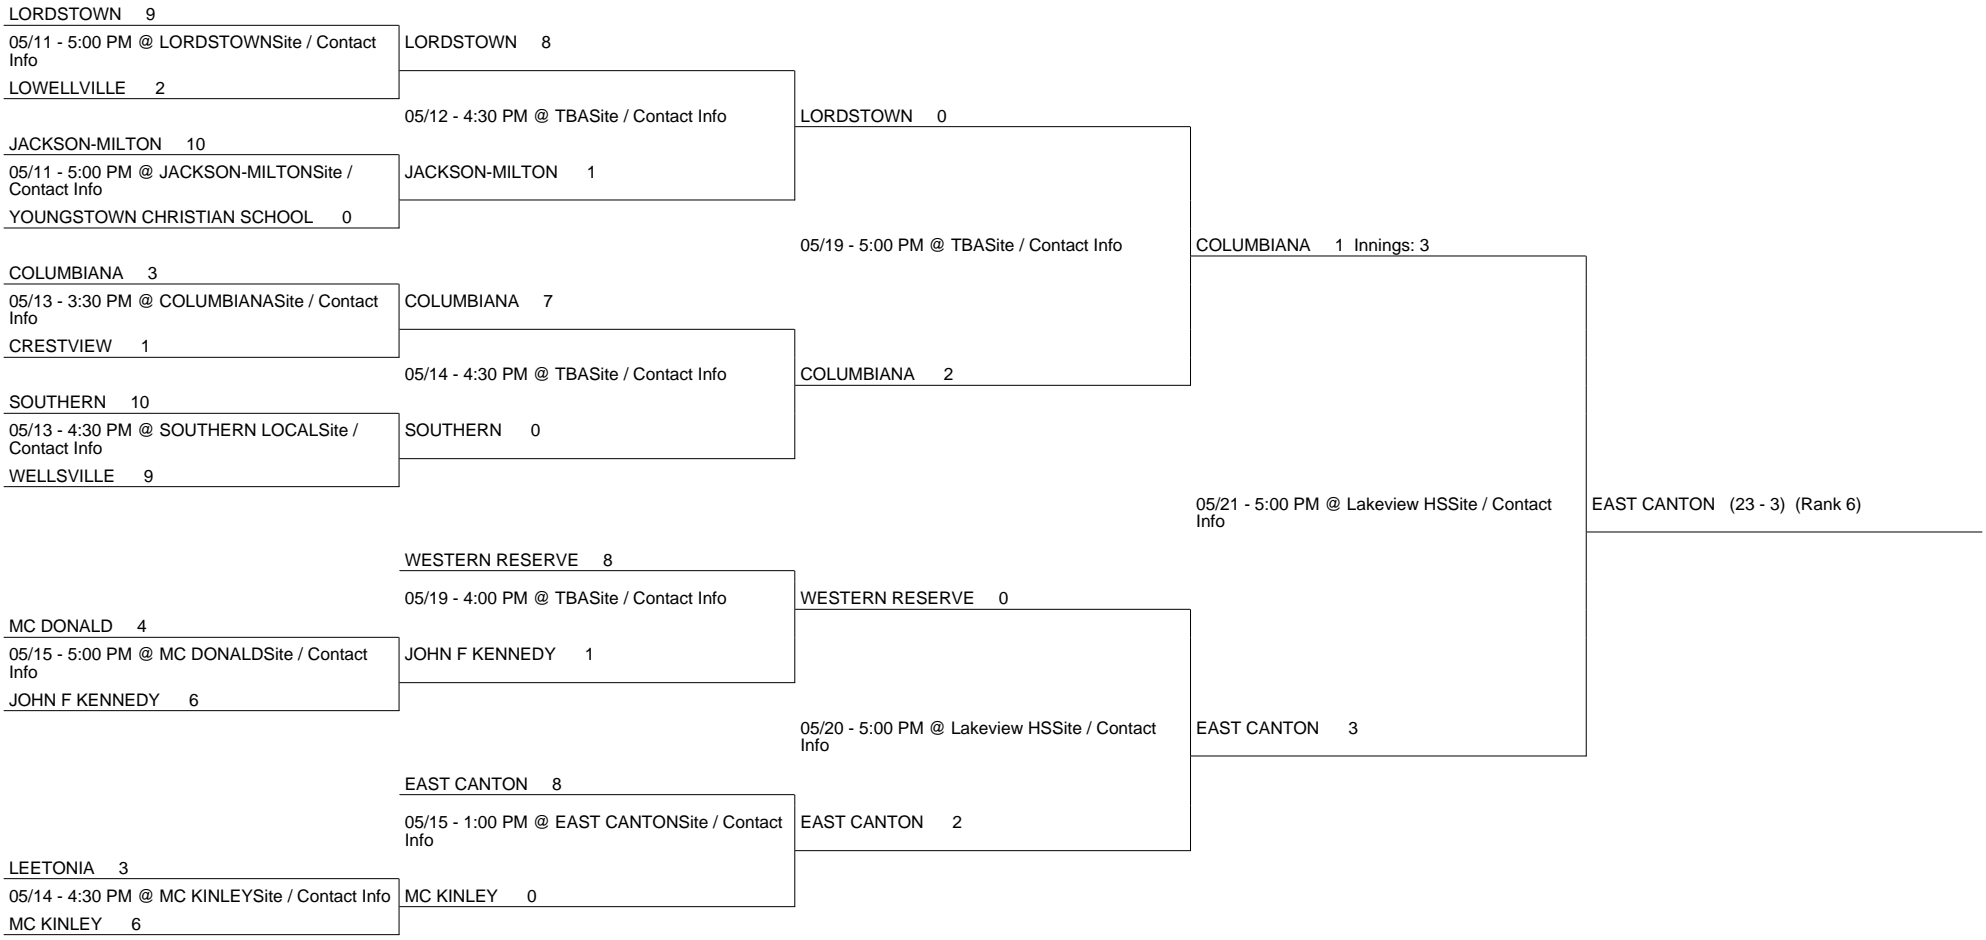 LORDSTOWN 9
05/11 - 5:00 PM @ LORDSTOWNSite / Contact
Info
LOWELLVILLE 2
JACKSON-MILTON 10
05/11 - 5:00 PM @ JACKSON-MILTONSite /
Contact Info
YOUNGSTOWN CHRISTIAN SCHOOL 0
COLUMBIANA 3
05/13 - 3:30 PM @ COLUMBIANASite / Contact
Info
CRESTVIEW 1
SOUTHERN 10
05/13 - 4:30 PM @ SOUTHERN LOCALSite /
Contact Info
WELLSVILLE 9
MC DONALD 4
05/15 - 5:00 PM @ MC DONALDSite / Contact
Info
JOHN F KENNEDY 6
LEETONIA 3
05/14 - 4:30 PM @ MC KINLEYSite / Contact Info
MC KINLEY 6
LORDSTOWN 8
05/12 - 4:30 PM @ TBASite / Contact Info
JACKSON-MILTON 1
COLUMBIANA 7
05/14 - 4:30 PM @ TBASite / Contact Info
SOUTHERN 0
WESTERN RESERVE 8
05/19 - 4:00 PM @ TBASite / Contact Info
JOHN F KENNEDY 1
EAST CANTON 8
05/15 - 1:00 PM @ EAST CANTONSite / Contact
Info
MC KINLEY 0
LORDSTOWN 0
05/19 - 5:00 PM @ TBASite / Contact Info
COLUMBIANA 2
WESTERN RESERVE 0
05/20 - 5:00 PM @ Lakeview HSSite / Contact
Info
EAST CANTON 2
COLUMBIANA 1 Innings: 3
05/21 - 5:00 PM @ Lakeview HSSite / Contact
Info
EAST CANTON 3
EAST CANTON (23 - 3) (Rank 6)